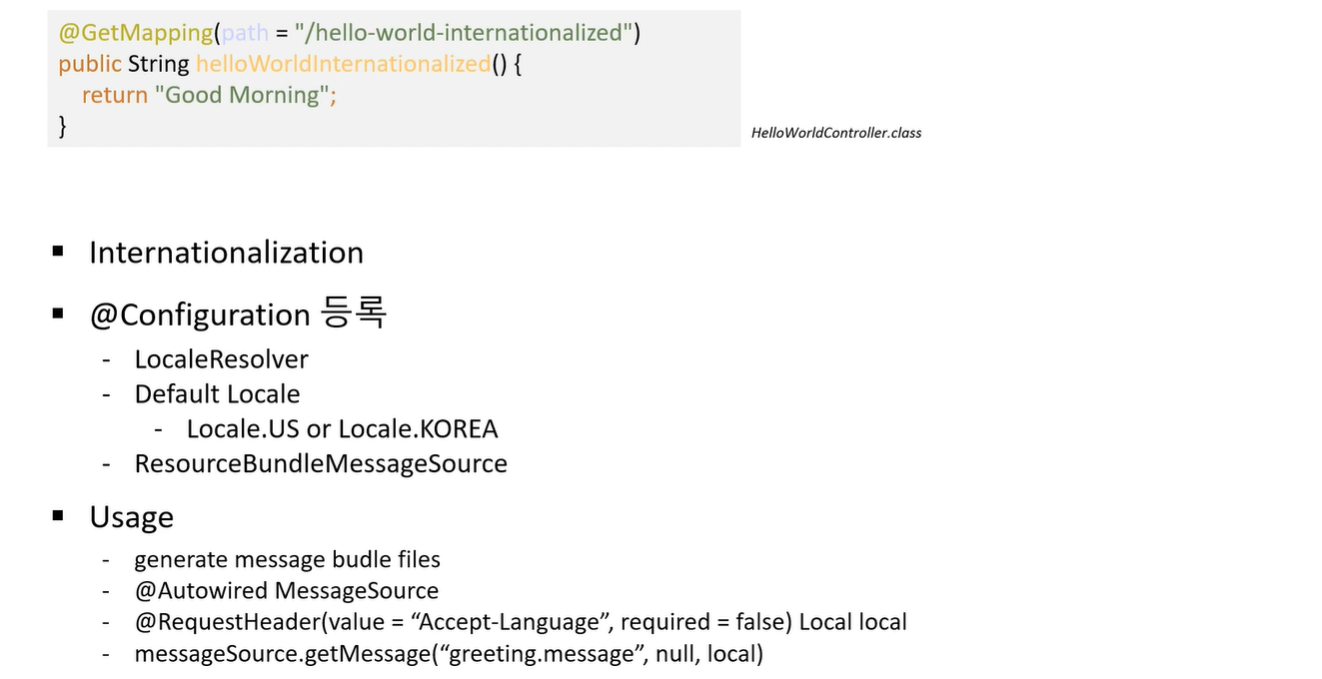 @GetMapping(path = "/hello-world-internationalized")
public String helloWorldInternationalized() {
    return "Good Morning";
}
HelloWorldController.class
▪ Internationalization
▪ @Configuration 등록
- LocaleResolver
- Default Locale
- Locale.US or Locale.KOREA
- ResourceBundleMessageSource
▪ Usage
- generate message budle files
- @Autowired MessageSource
- @RequestHeader(value = “Accept-Language”, required = false) Local local
- messageSource.getMessage(“greeting.message”, null, local)